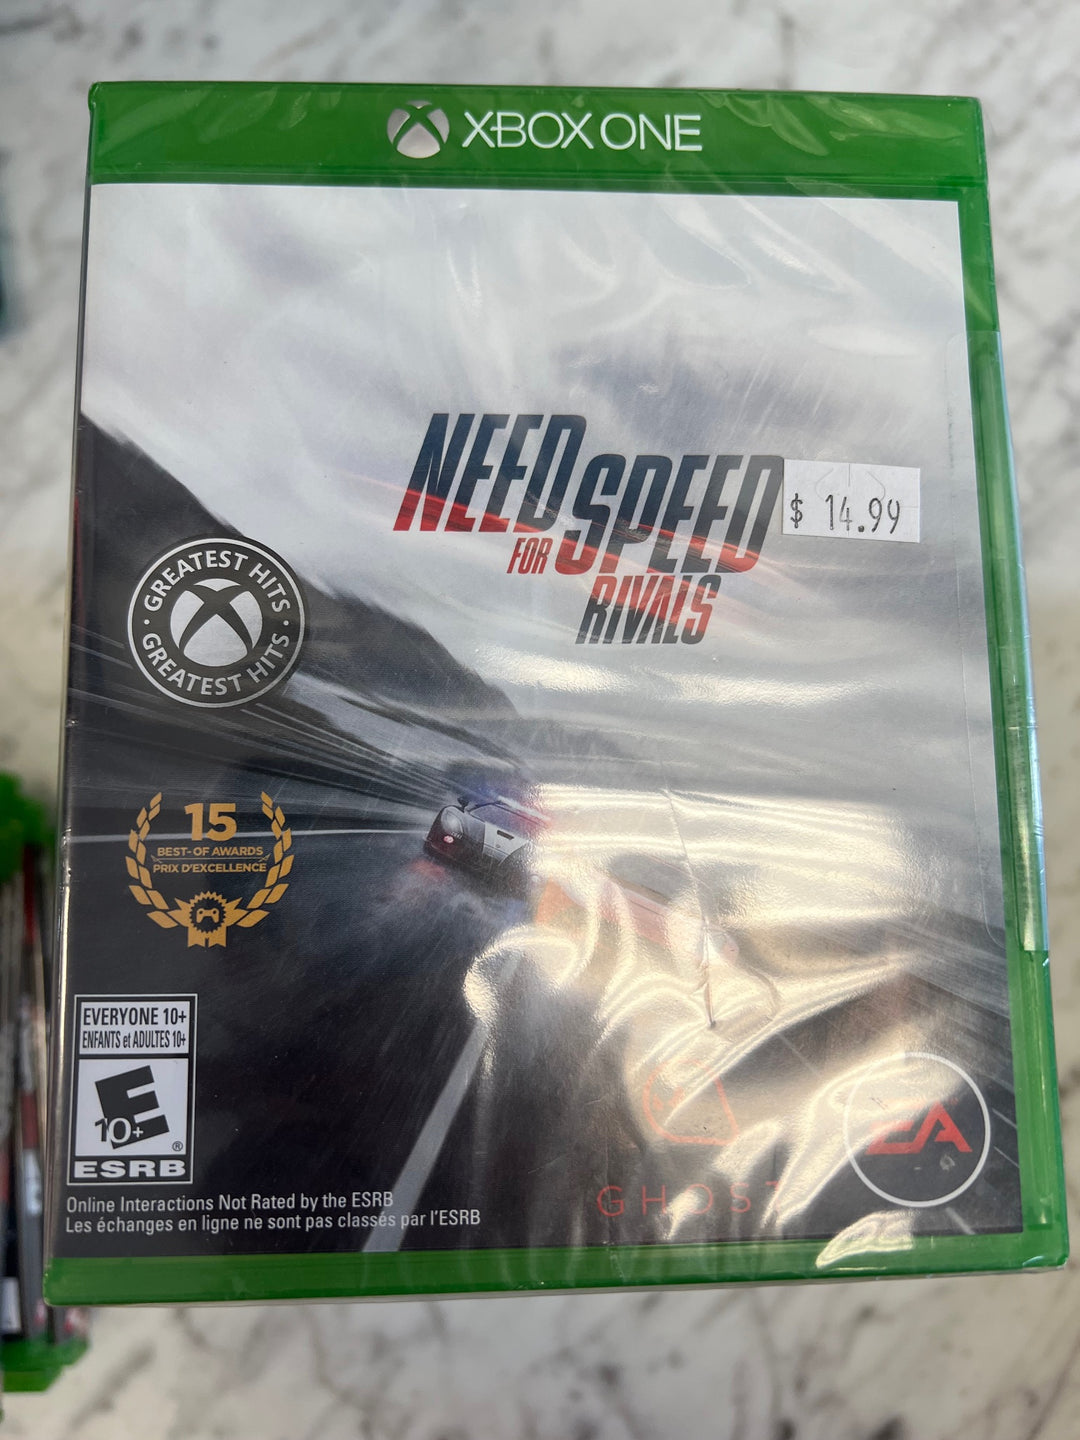 XBOX ONE
NEED
FOR SPEED
RIVALS
$ 14.99
GREATEST HITS
GREATEST HITS
15
BEST-OF AWARDS
PRIX D'EXCELLENCE
EVERYONE 10+
ENFANTS et ADULTES 10+
E
10+
®
ESRB
Online Interactions Not Rated by the ESRB
Les échanges en ligne ne sont pas classés par l'ESRB
GHOST
EA